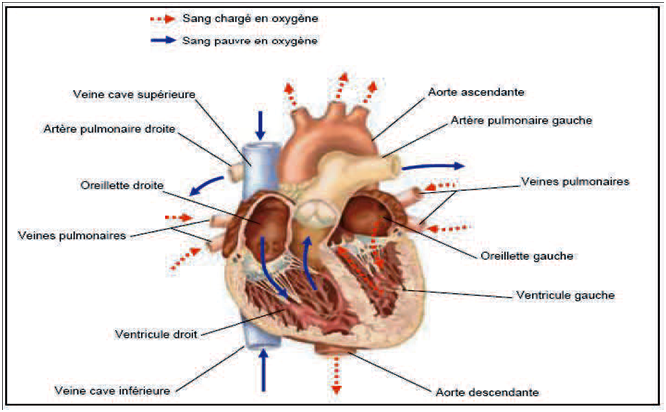 Sang chargé en oxygène
Sang pauvre en oxygène
Veine cave supérieure
Aorte ascendante
Artère pulmonaire droite
Artère pulmonaire gauche
Oreillette droite
Veines pulmonaires
Veines pulmonaires
Oreillette gauche
Ventricule gauche
Ventricule droit
Veine cave inférieure
Aorte descendante